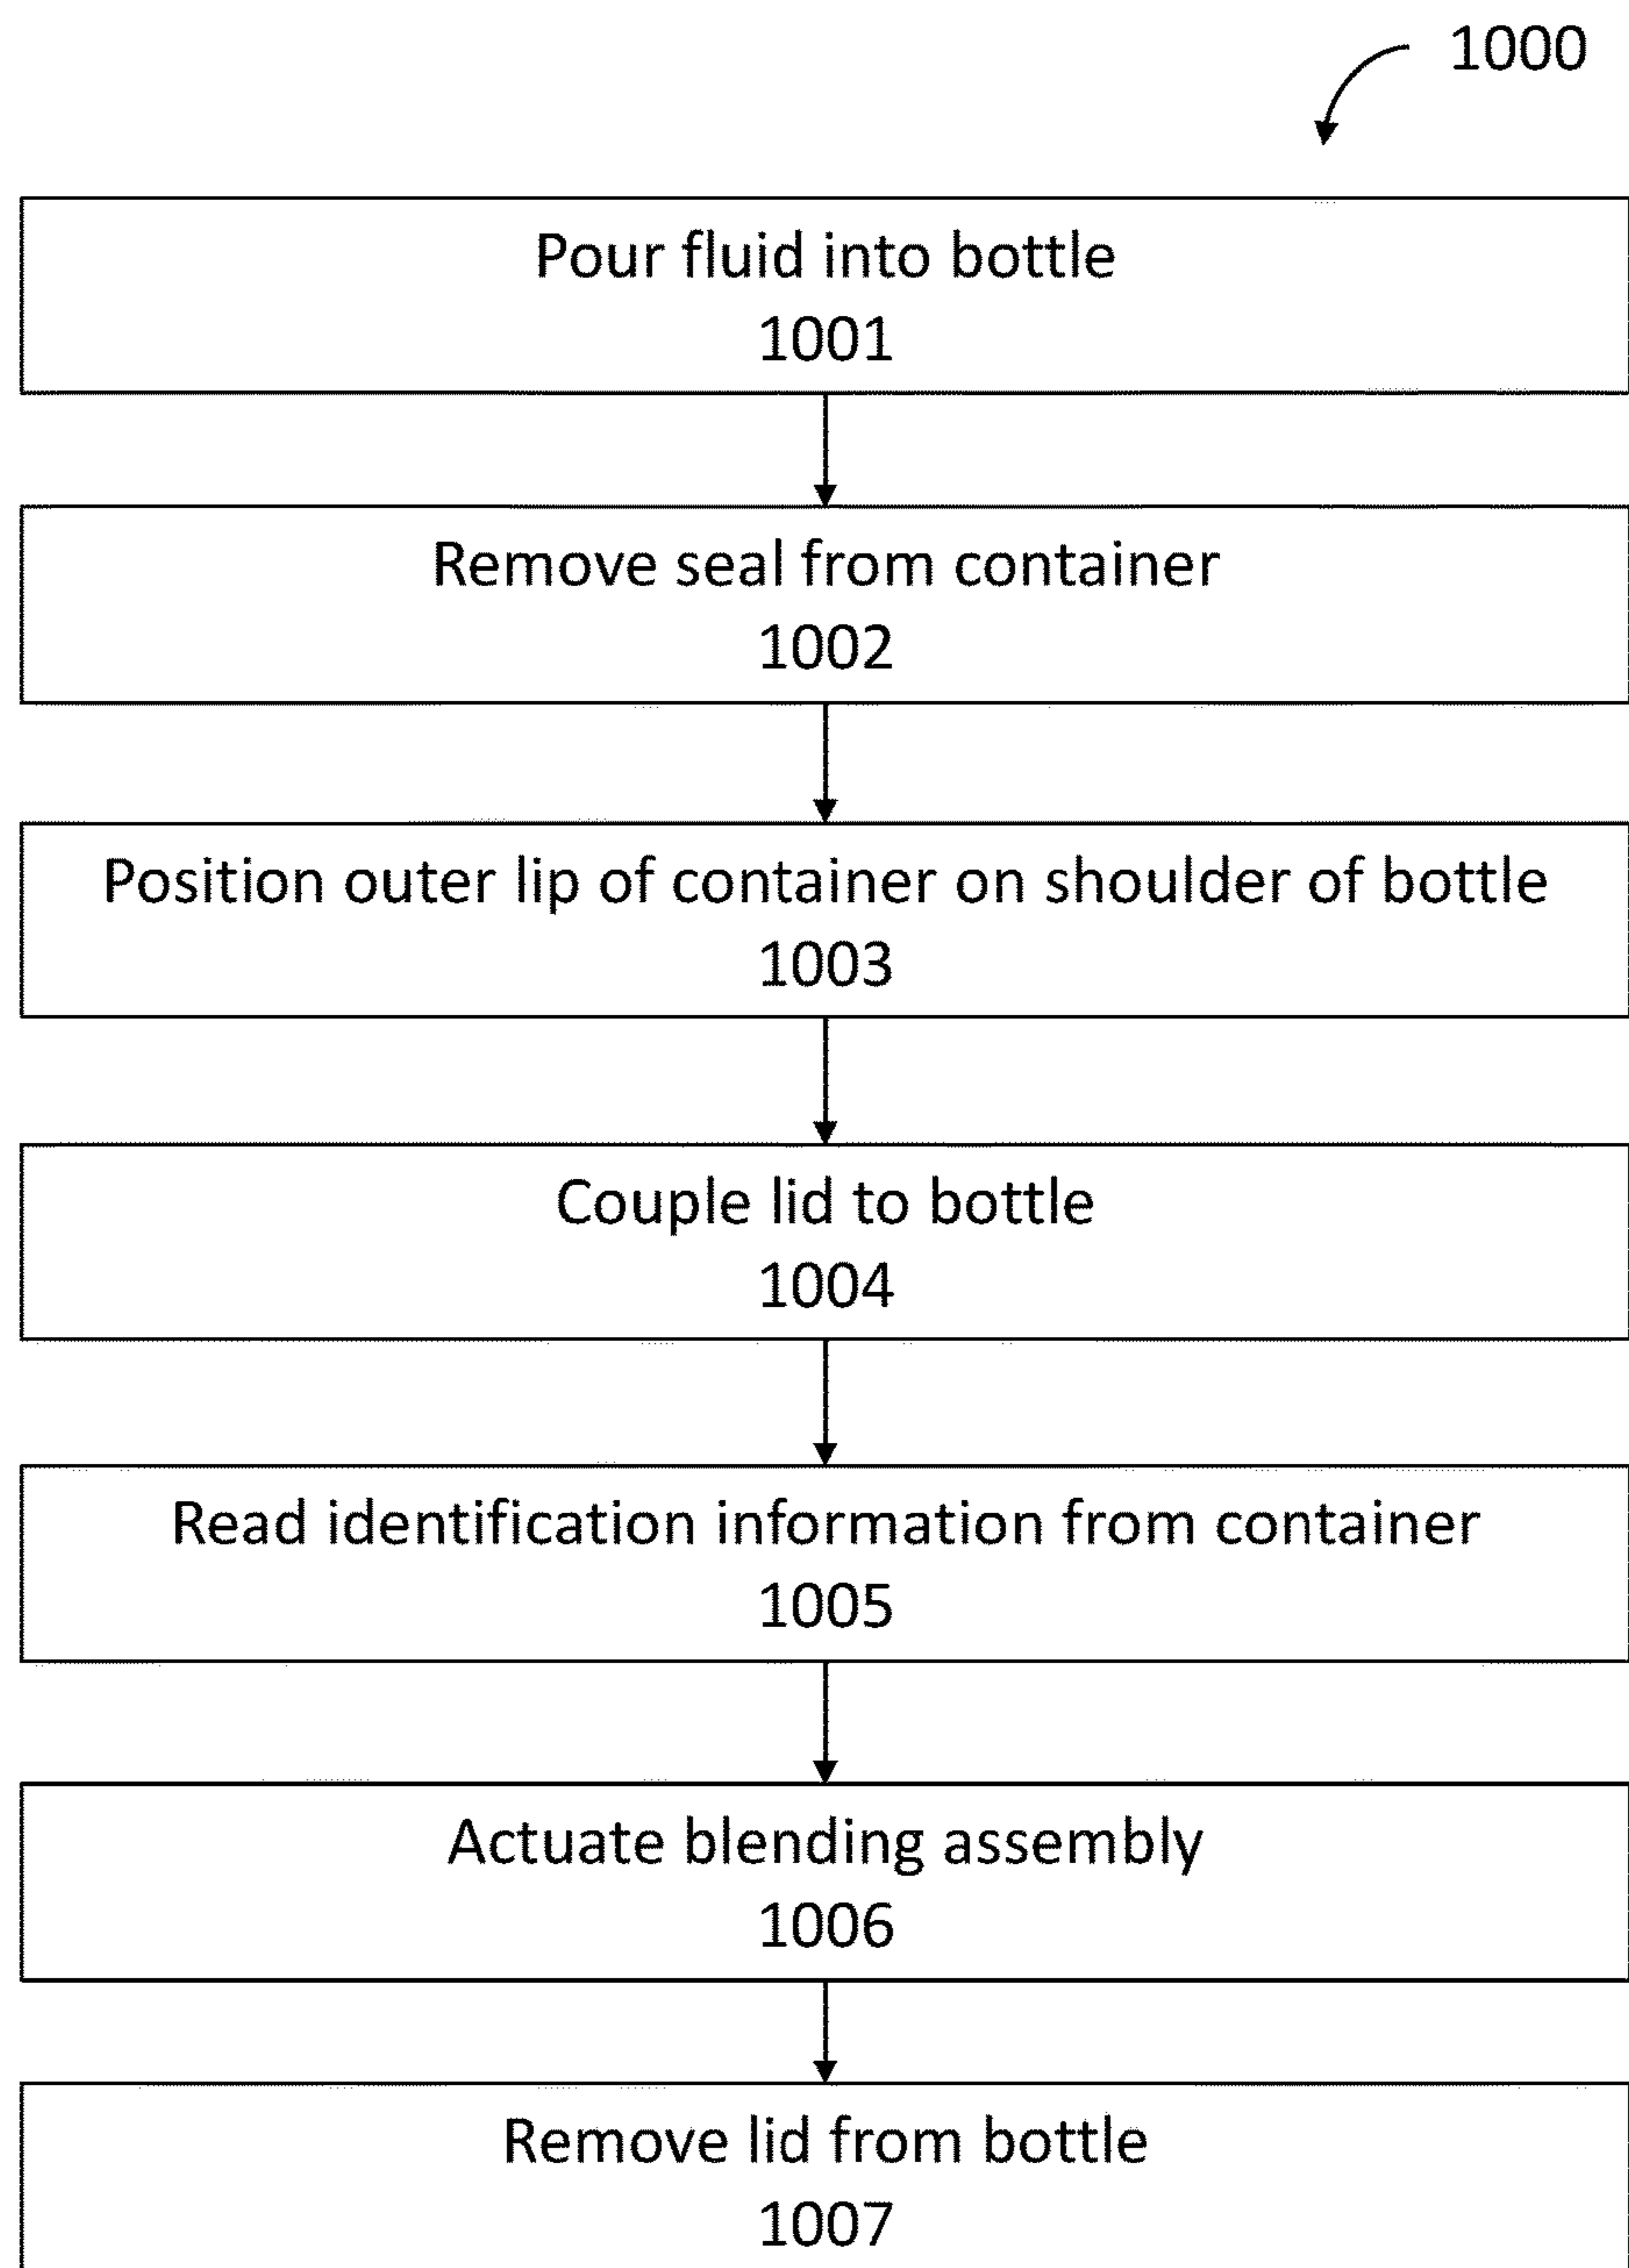 1000
Pour fluid into bottle
1001
Remove seal from container
1002
Position outer lip of container on shoulder of bottle
1003
Couple lid to bottle
1004
Read identification information from container
1005
Actuate blending assembly
1006
Remove lid from bottle
1007